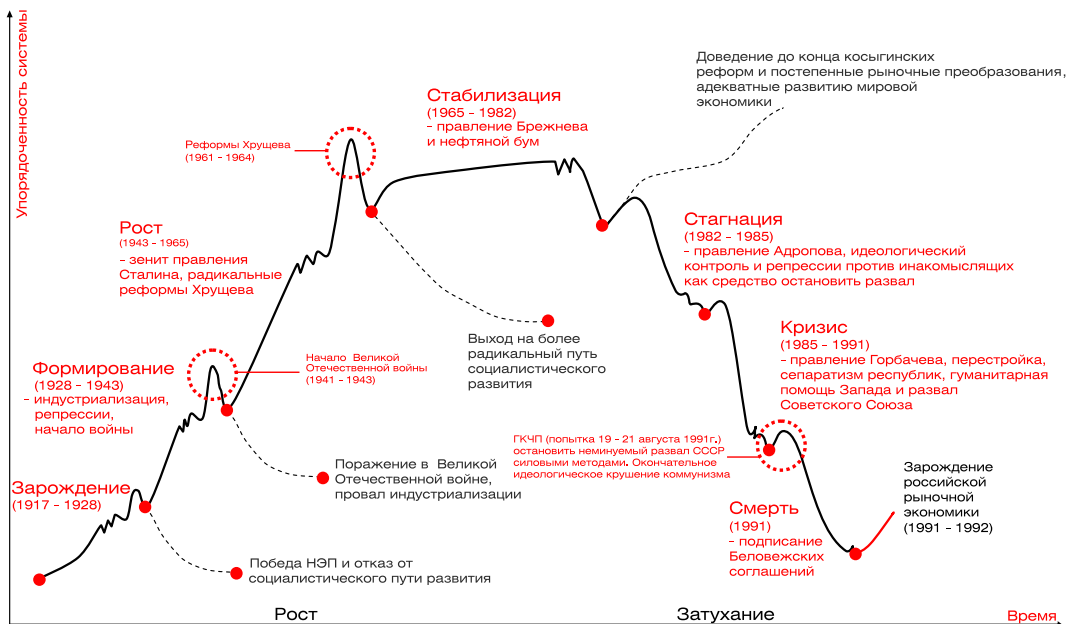 Упорядоченность системы
Доведение до конца косыгинских
реформ и постепенные рыночные преобразования,
адекватные развитию мировой
экономики
Стабилизация
(1965 - 1982)
- правление Брежнева
и нефтяной бум
Реформы Хрущева
(1961 - 1964)
Рост
(1943 - 1965)
- зенит правления
Сталина, радикальные
реформы Хрущева
Стагнация
(1982 - 1985)
- правление Адропова, идеологический
контроль и репрессии против инакомыслящих
как средство остановить развал
Выход на более
радикальный путь
социалистического
развития
Кризис
(1985 - 1991)
- правление Горбачева, перестройка,
сепаратизм республик, гуманитарная
помощь Запада и развал
Советского Союза
Формирование
(1928 - 1943)
- индустриализация,
репрессии,
начало войны
Начало Великой
Отечественной войны
(1941 - 1943)
ГКЧП (попытка 19 - 21 августа 1991г.)
остановить неминуемый развал СССР
силовыми методами. Окончательное
идеологическое крушение коммунизма
Поражение в Великой
Отечественной войне,
провал индустриализации
Зарождение
(1917 - 1928)
Зарождение
российской
рыночной
экономики
(1991 - 1992)
Смерть
(1991)
- подписание
Беловежских
соглашений
Победа НЭП и отказ от
социалистического пути развития
Рост
Затухание
Время